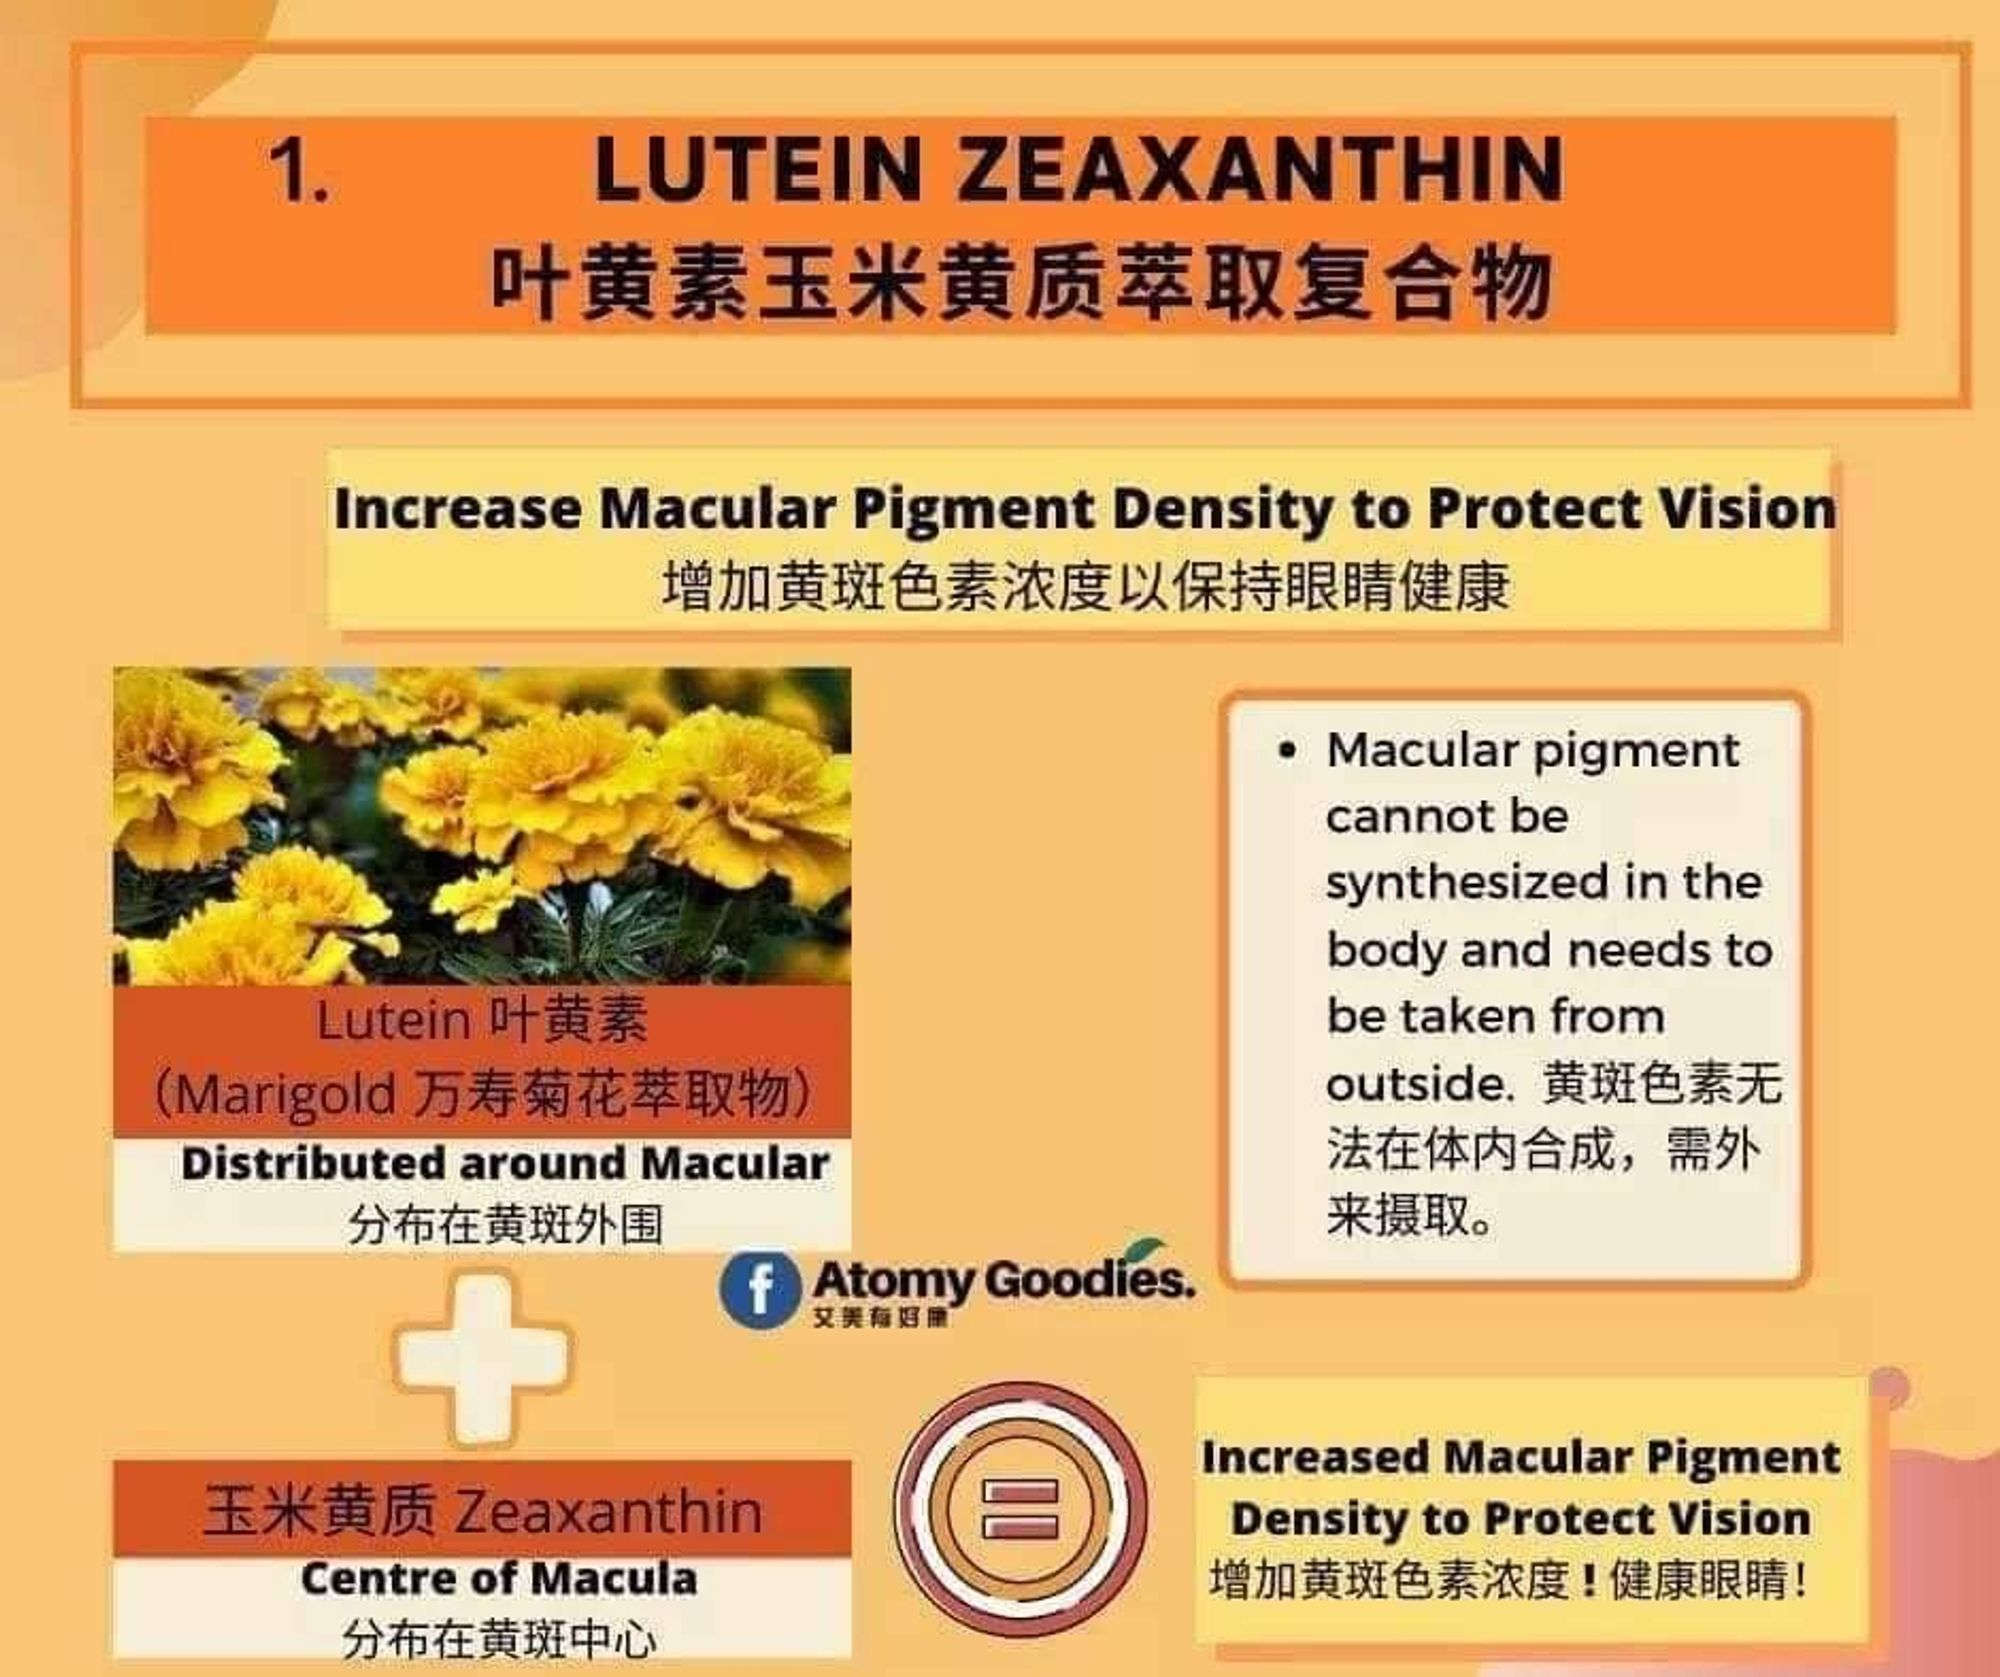 1. LUTEIN ZEAXANTHIN
叶黄素玉米黄质萃取复合物
Increase Macular Pigment Density to Protect Vision
增加黄斑色素浓度以保持眼睛健康
Lutein 叶黄素
（Marigold 万寿菊花萃取物）
Distributed around Macular
分布在黄斑外围
• Macular pigment
cannot be
synthesized in the
body and needs to
be taken from
outside. 黄斑色素无
法在体内合成，需外
来摄取。
f Atomy Goodies.
艾美有好康
玉米黄质 Zeaxanthin
Centre of Macula
分布在黄斑中心
Increased Macular Pigment
Density to Protect Vision
增加黄斑色素浓度！健康眼睛！